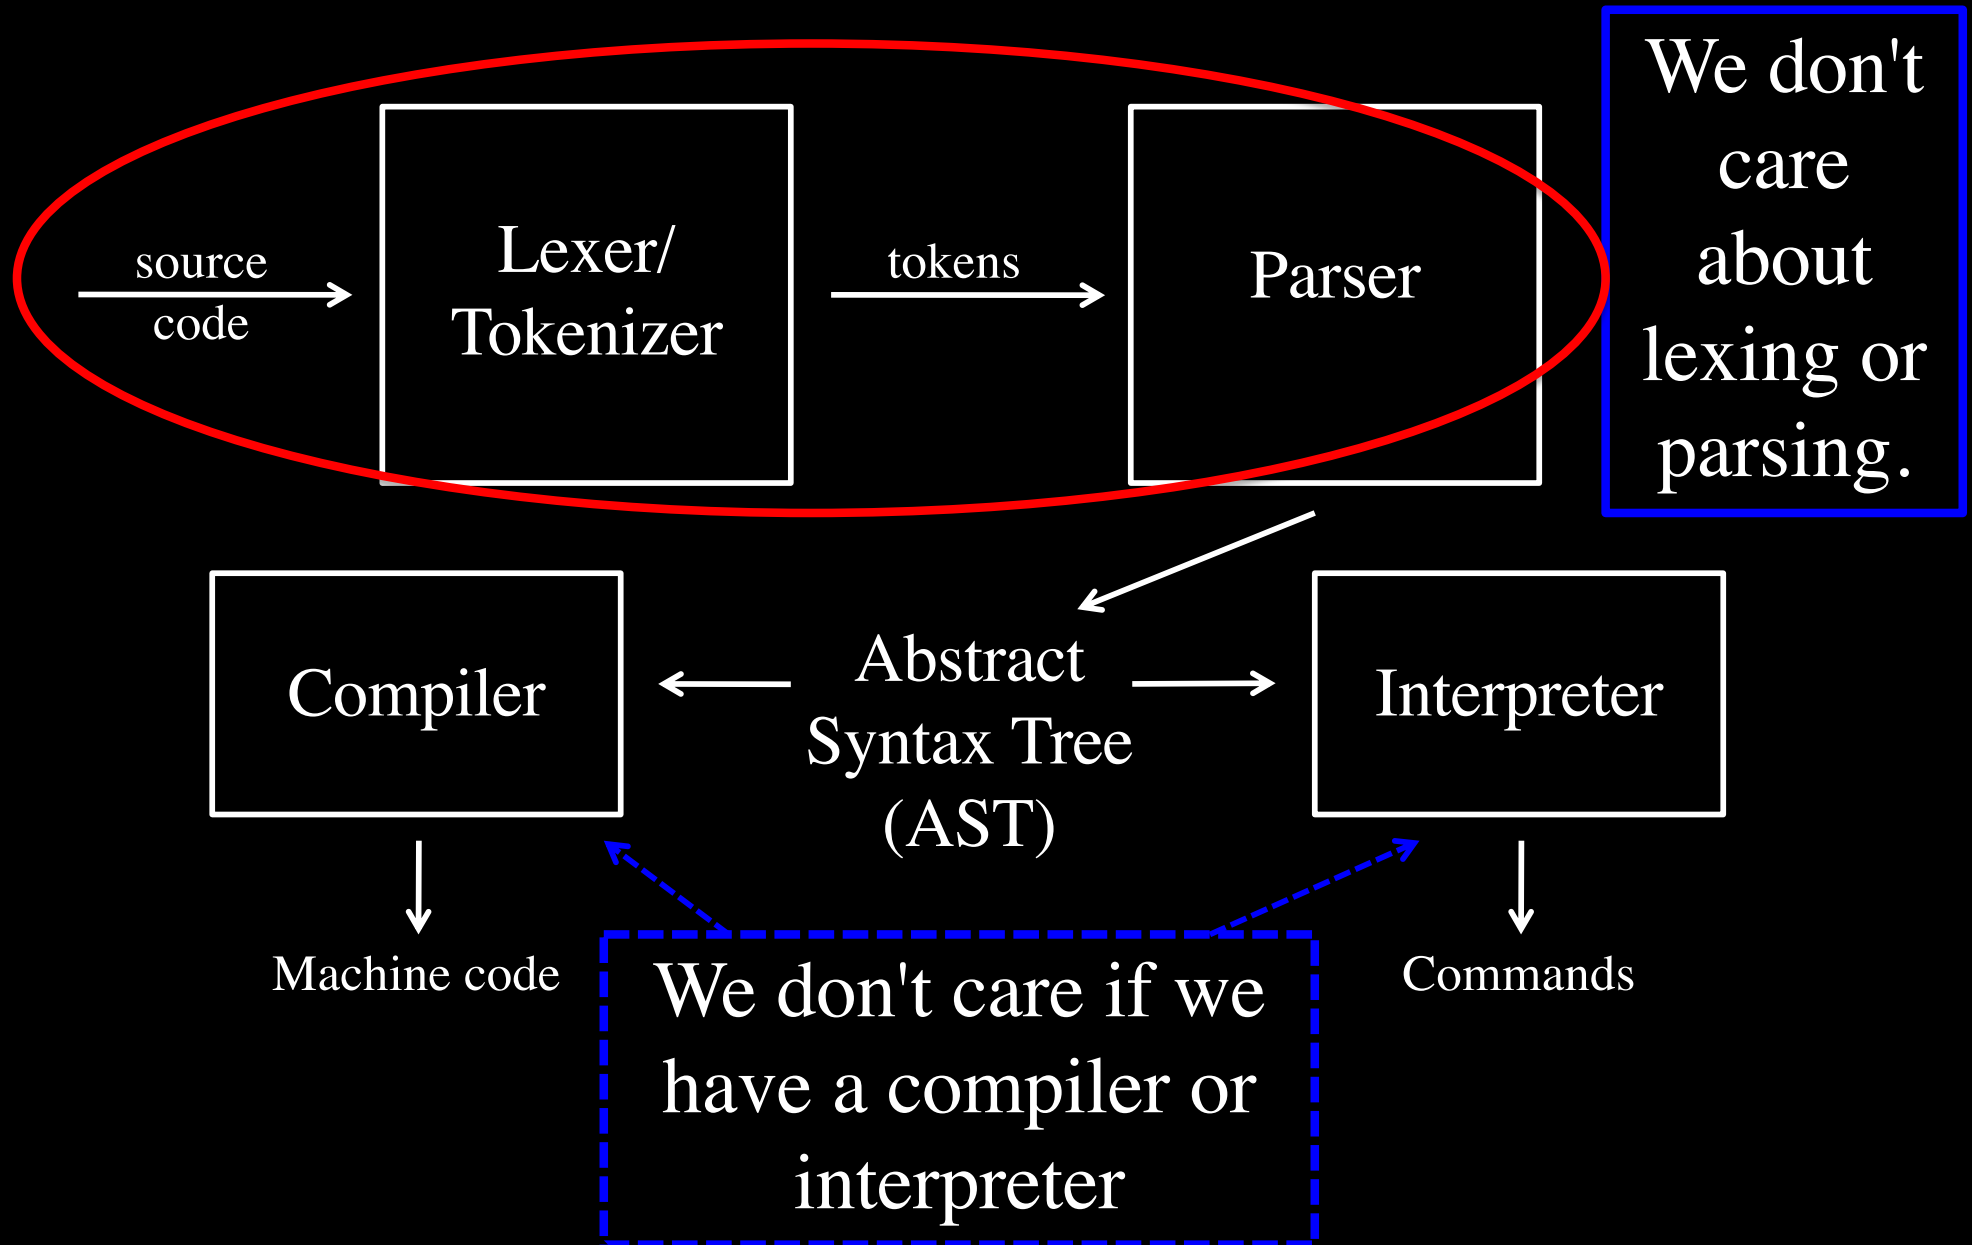 We don't
care
about
lexing or
parsing.
source
code
Lexer/
Tokenizer
tokens
Parser
Compiler
Abstract
Syntax Tree
(AST)
Interpreter
Machine code
We don't care if we
have a compiler or
interpreter
Commands